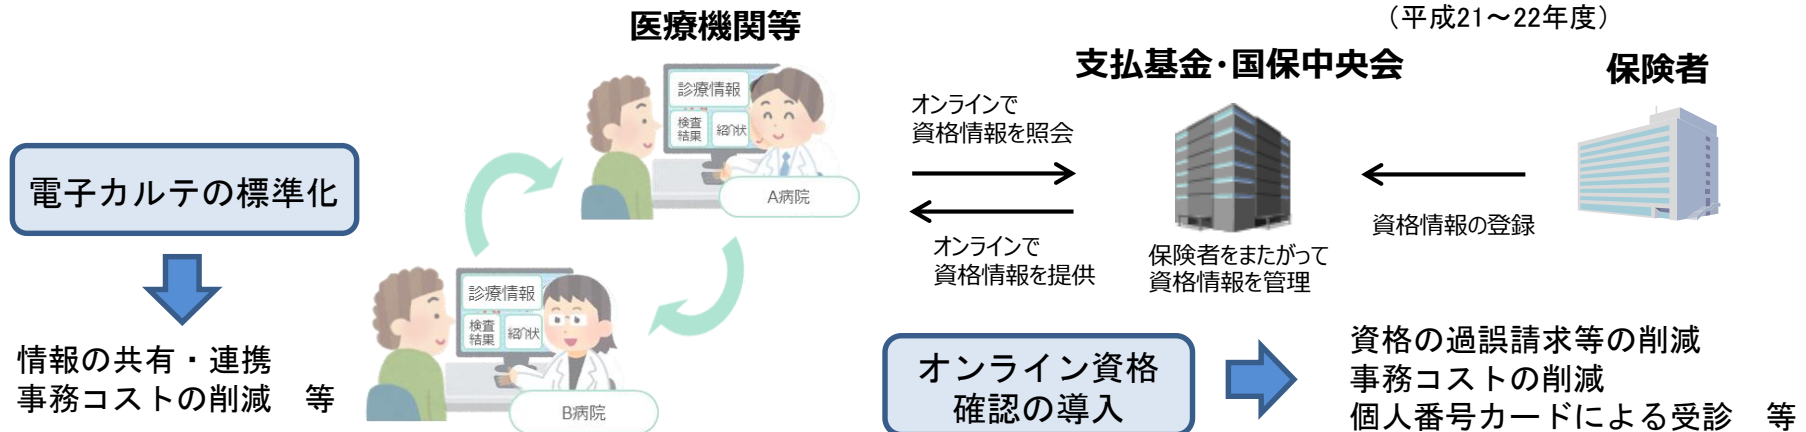 （平成21～22年度）
医療機関等
支払基金･国保中央会
保険者
診療情報
検査
結果
紹介状
A病院
オンラインで
資格情報を照会
オンラインで
資格情報を提供
保険者をまたがって
資格情報を管理
資格情報の登録
電子カルテの標準化
診療情報
検査
結果
紹介状
B病院
情報の共有・連携
事務コストの削減　等
オンライン資格
確認の導入
資格の過誤請求等の削減
事務コストの削減
個人番号カードによる受診　等